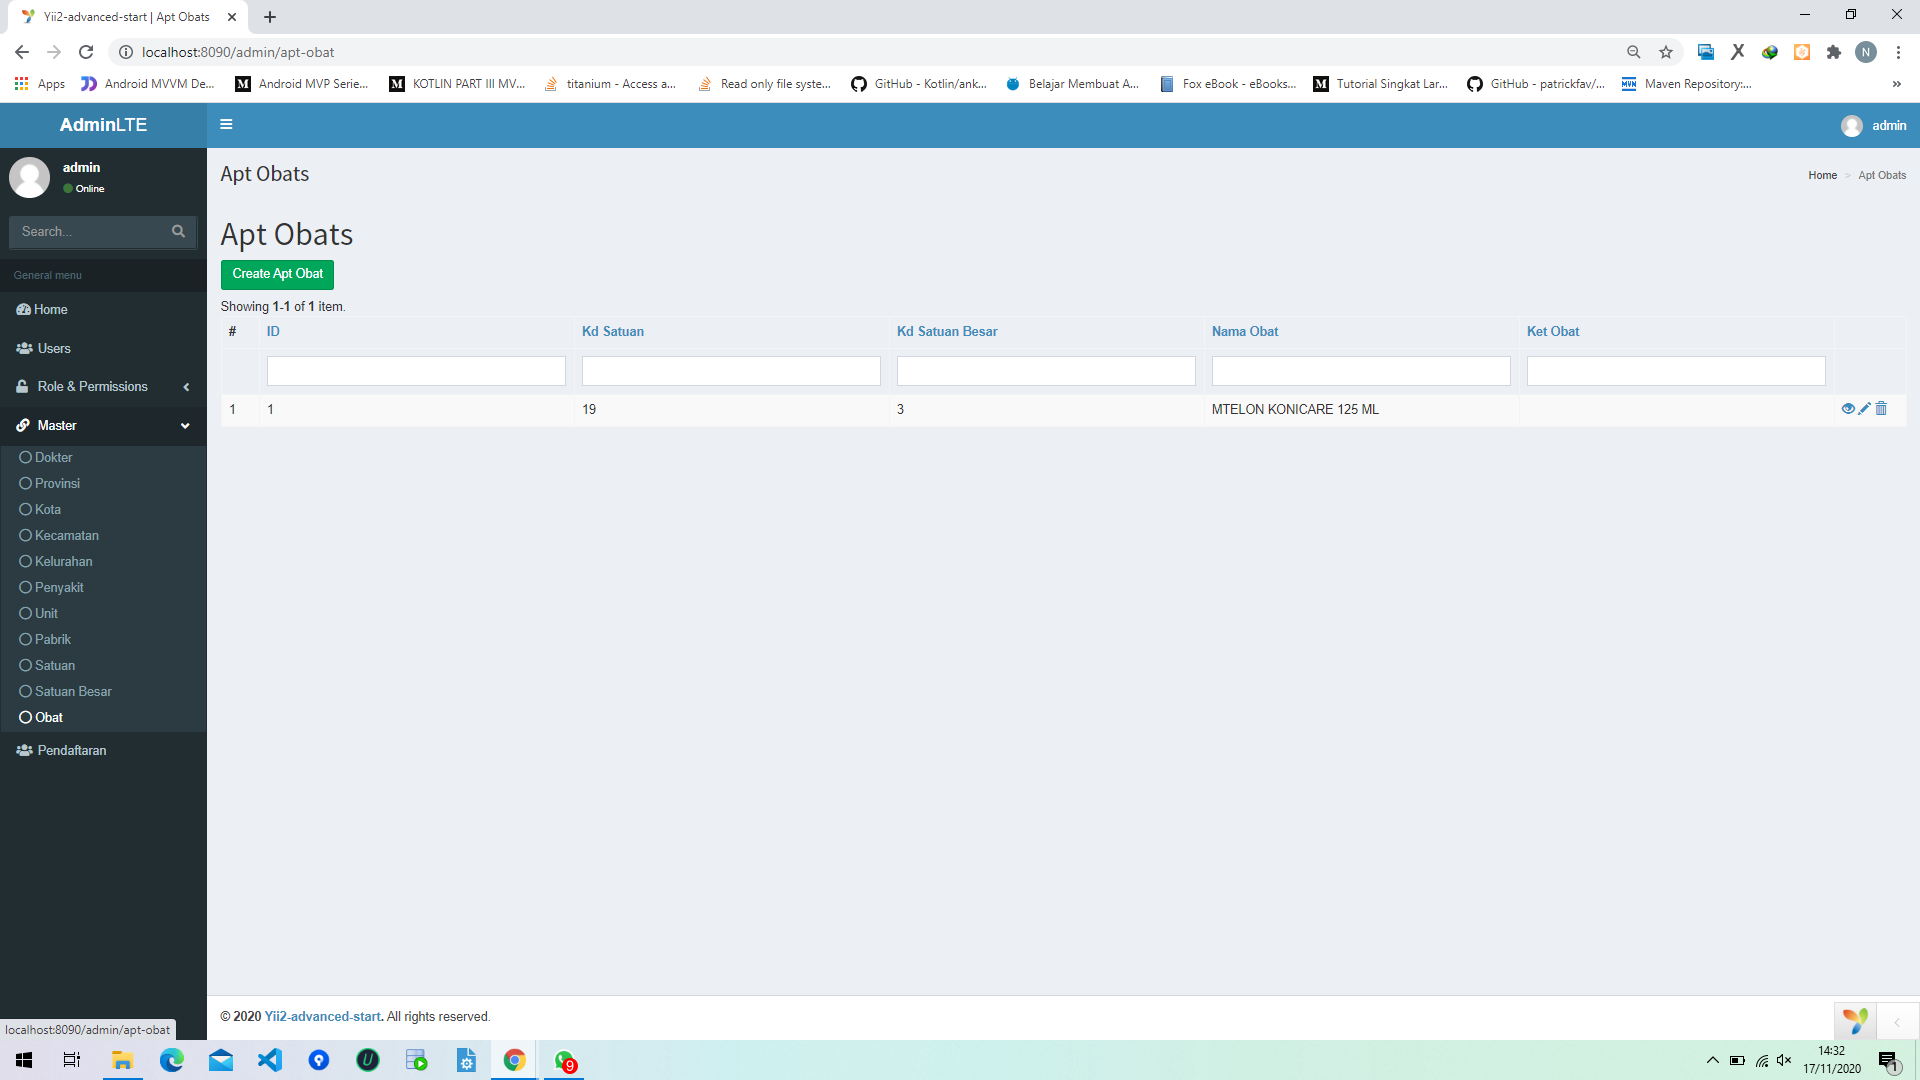 Yii2-advanced-start | Apt Obats
localhost:8090/admin/apt-obat
N
Apps
Android MVVM De...
Android MVP Serie...
KOTLIN PART III MV...
titanium - Access a...
Read only file syste...
GitHub - Kotlin/ank...
Belajar Membuat A...
Fox eBook - eBooks...
Tutorial Singkat Lar...
GitHub - patrickfav/...
Maven Repository:...
AdminLTE
admin
admin
Online
Search...
General menu
Home
Users
Role & Permissions
Master
Dokter
Provinsi
Kota
Kecamatan
Kelurahan
Penyakit
Unit
Pabrik
Satuan
Satuan Besar
Obat
Pendaftaran
Apt Obats
Home > Apt Obats
Apt Obats
Create Apt Obat
Showing 1-1 of 1 item.
# ID Kd Satuan Kd Satuan Besar Nama Obat Ket Obat
1 1 19 3 MTELON KONICARE 125 ML
© 2020 Yii2-advanced-start. All rights reserved.
localhost:8090/admin/apt-obat
9
14:32
17/11/2020
1